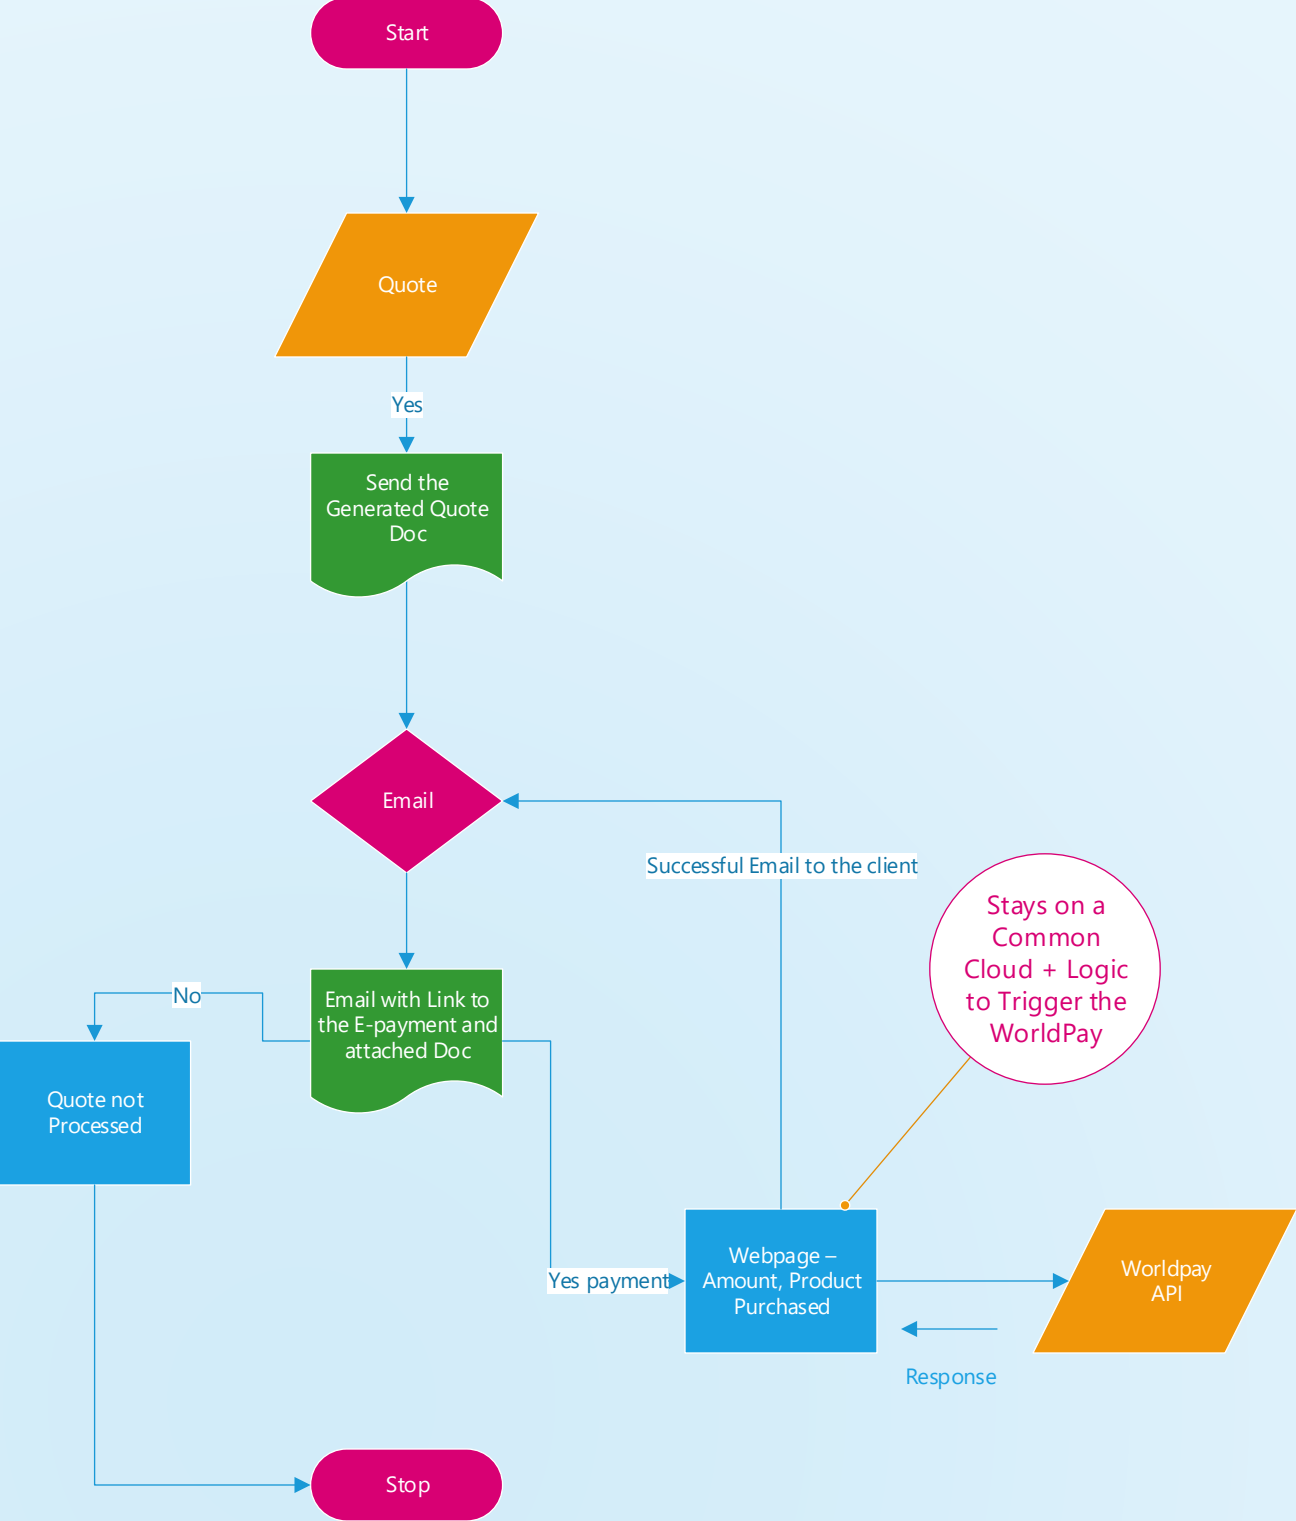 Start
Quote
Yes
Send the
Generated Quote
Doc
Email
Successful Email to the client
Stays on a
Common
Cloud + Logic
to Trigger the
WorldPay
No
Email with Link to
the E-payment and
attached Doc
Quote not
Processed
Yes payment
Webpage –
Amount, Product
Purchased
Worldpay
API
Response
Stop